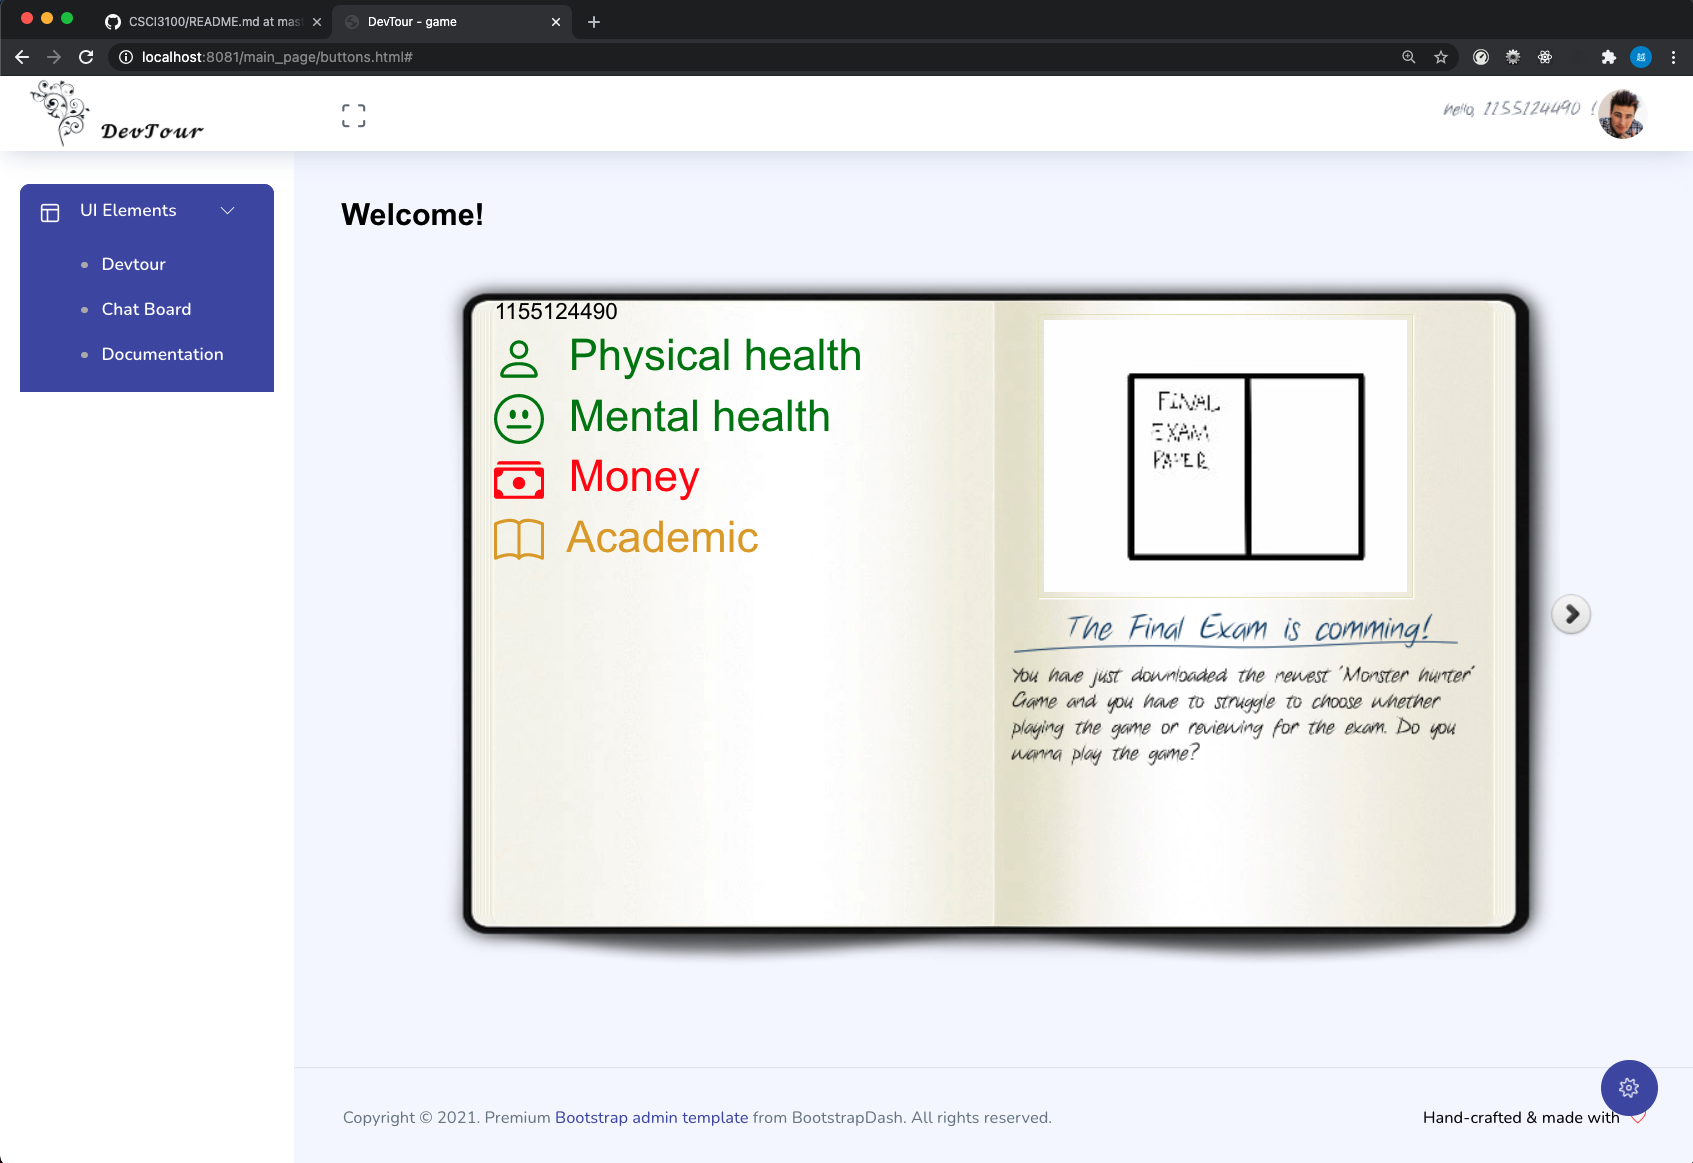 CSCI3100/README.md at mas
DevTour - game
localhost:8081/main_page/buttons.html#
DevTour
hello, 1155124490 !
UI Elements
Devtour
Chat Board
Documentation
Welcome!
1155124490
Physical health
Mental health
Money
Academic
FINAL
EXAM
PAPER
The Final Exam is comming!
You have just downloaded the newest 'Monster hunter'
Game and you have to struggle to choose whether
playing the game or reviewing for the exam. Do you
wanna play the game?
Copyright © 2021. Premium Bootstrap admin template from BootstrapDash. All rights reserved.
Hand-crafted & made with